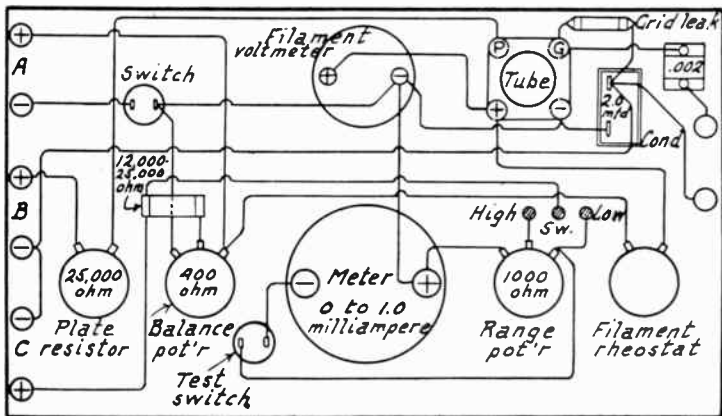 Grid leak
Filament
voltmeter
P
G
A
Switch
Tube
.002
+
-
+
-
+
-
2.0
m/d
Cond
12,000-
25,000
ohm
+
B
-
High
Sw.
Low
25,000
ohm
400
ohm
-
Meter
+
0 to 1.0
milliampere
1000
ohm
-
C
Plate
resistor
Balance
pot'r
Range
pot'r
Filament
rheostat
Test
switch
+